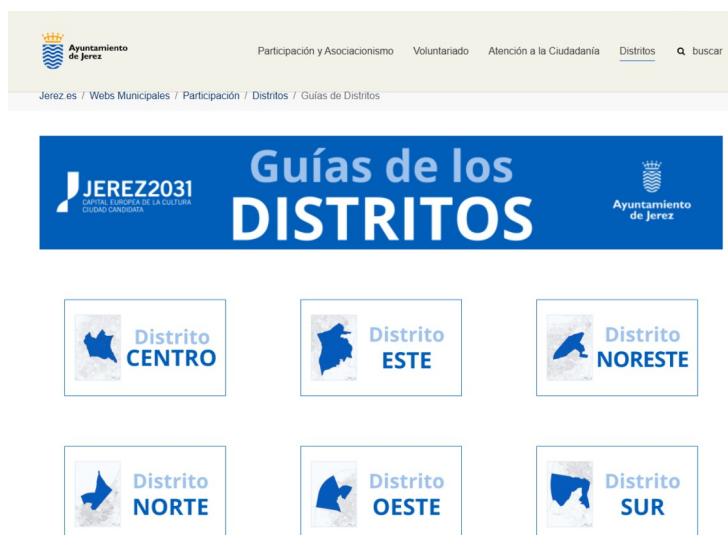 Ayuntamiento
de Jerez
Participación y Asociacionismo Voluntariado Atención a la Ciudadanía Distritos buscar
Jerez.es / Webs Municipales / Participación / Distritos / Guías de Distritos
JEREZ2031
CAPITAL EUROPEA DE LA CULTURA
CIUDAD CANDIDATA
Guías de los
DISTRITOS
Ayuntamiento
de Jerez
Distrito
CENTRO
Distrito
ESTE
Distrito
NORESTE
Distrito
NORTE
Distrito
OESTE
Distrito
SUR